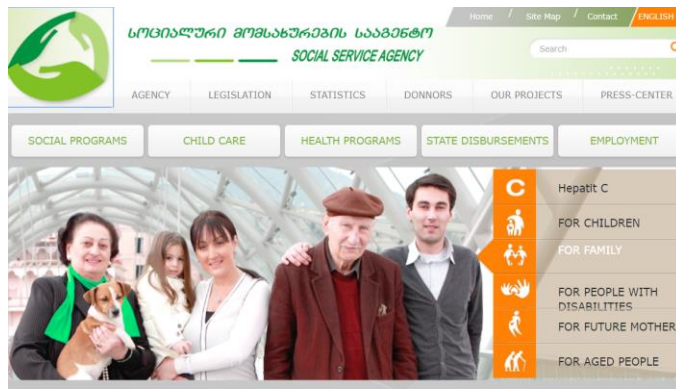 Home / Site Map / Contact ENGLISH
ᲡᲝᲪᲘᲐᲚᲣᲠᲘ ᲛᲝᲛᲡᲐᲮᲣᲠᲔᲑᲘᲡ ᲡᲐᲐᲒᲔᲜᲢᲝ
SOCIAL SERVICE AGENCY
Search
AGENCY LEGISLATION STATISTICS DONNORS OUR PROJECTS PRESS-CENTER
SOCIAL PROGRAMS CHILD CARE HEALTH PROGRAMS STATE DISBURSEMENTS EMPLOYMENT
C Hepatit C
FOR CHILDREN
FOR FAMILY
FOR PEOPLE WITH
DISABILITIES
FOR FUTURE MOTHER
FOR AGED PEOPLE